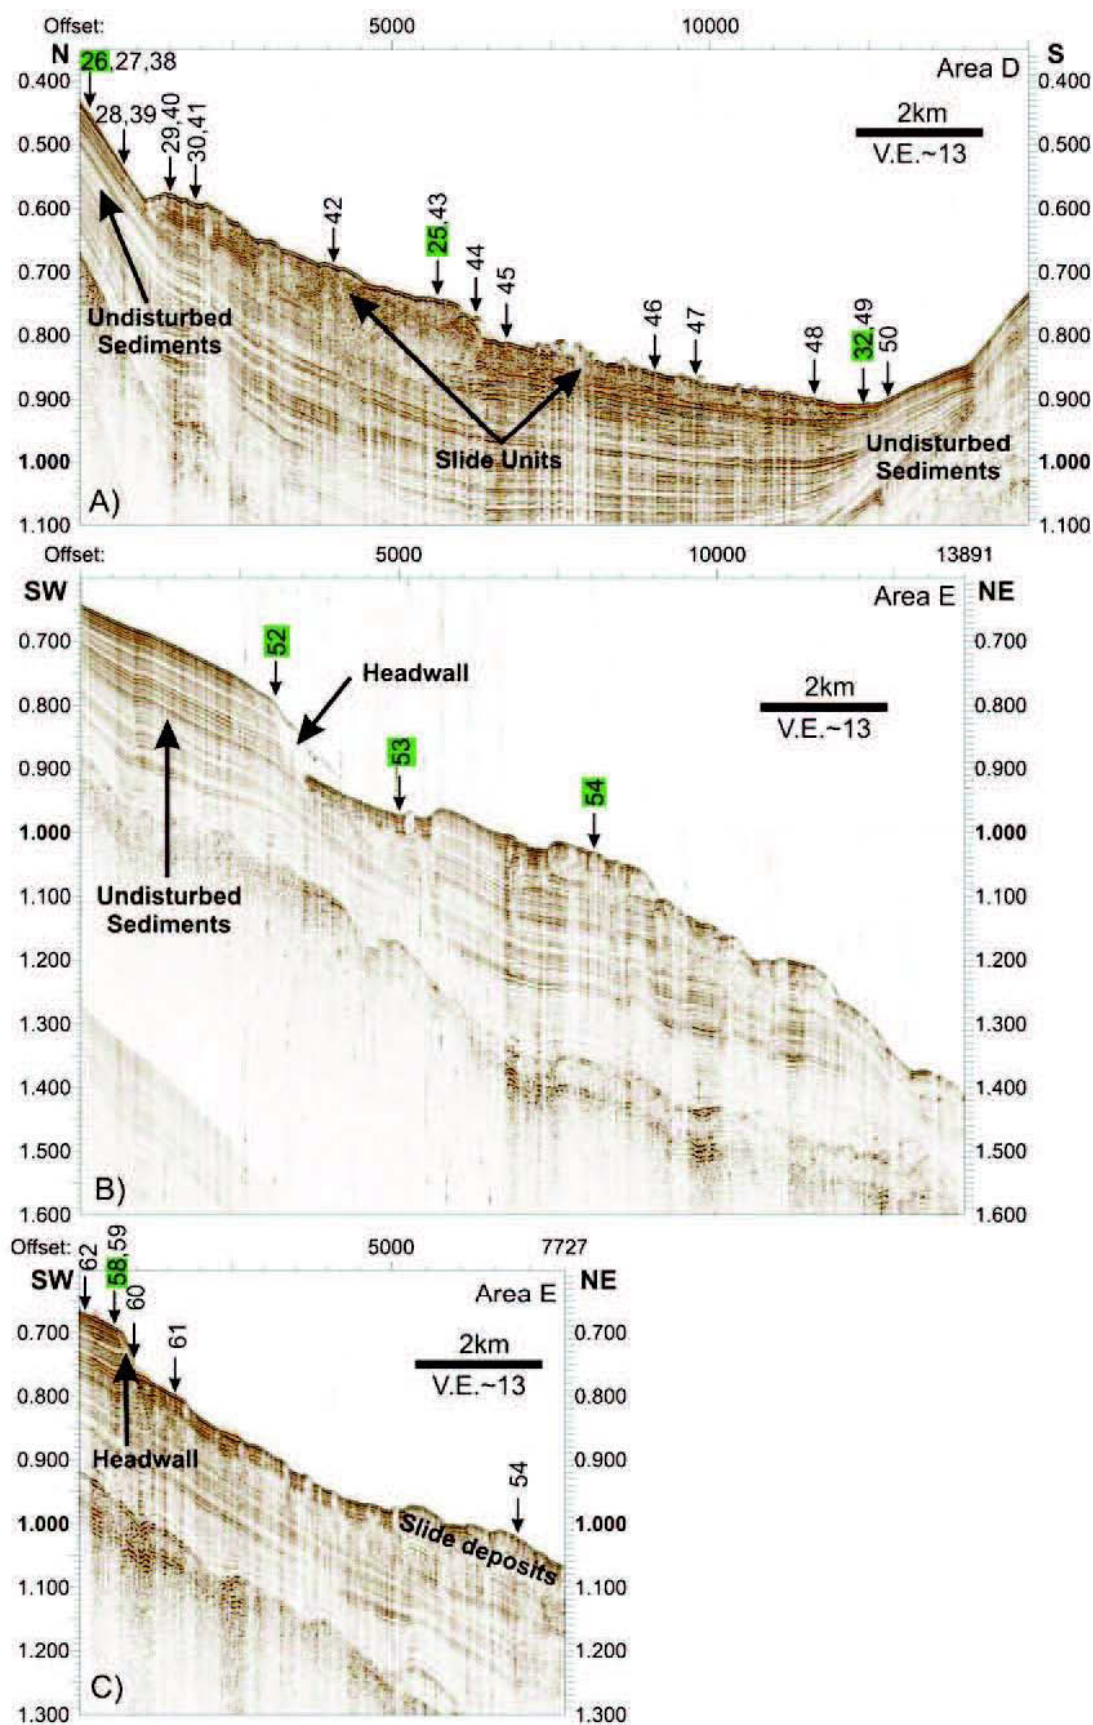 Offset: 5000 10000
N S
26,27,38 Area D
0.400 0.400
28,39 29,40 30,41 2km
0.500 0.500
V.E.~13
0.600 0.600
42 25,43 44 45
0.700 0.700
Undisturbed
Sediments
46 47 48 32,49 50
0.800 0.800
0.900 0.900
Slide Units Undisturbed
Sediments
1.000 1.000
A)
1.100 1.100
Offset: 5000 10000 13891
SW NE
Area E
0.700 0.700
52 Headwall 2km
0.800 0.800
V.E.~13
53 54
0.900 0.900
1.000 1.000
Undisturbed
Sediments
1.100 1.100
1.200 1.200
1.300 1.300
1.400 1.400
1.500 1.500
B)
1.600 1.600
Offset: 5000 7727
SW NE
62 58,59 60 61 Area E
0.700 0.700
2km
V.E.~13
0.800 0.800
Headwall
0.900 0.900
54
1.000 1.000
Slide deposits
1.100 1.100
1.200 1.200
C)
1.300 1.300